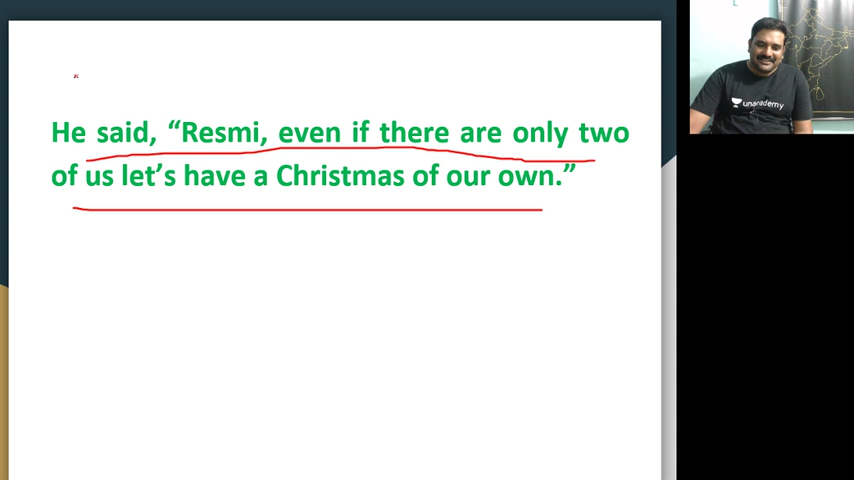 He said, “Resmi, even if there are only two
of us let’s have a Christmas of our own.”
unacademy